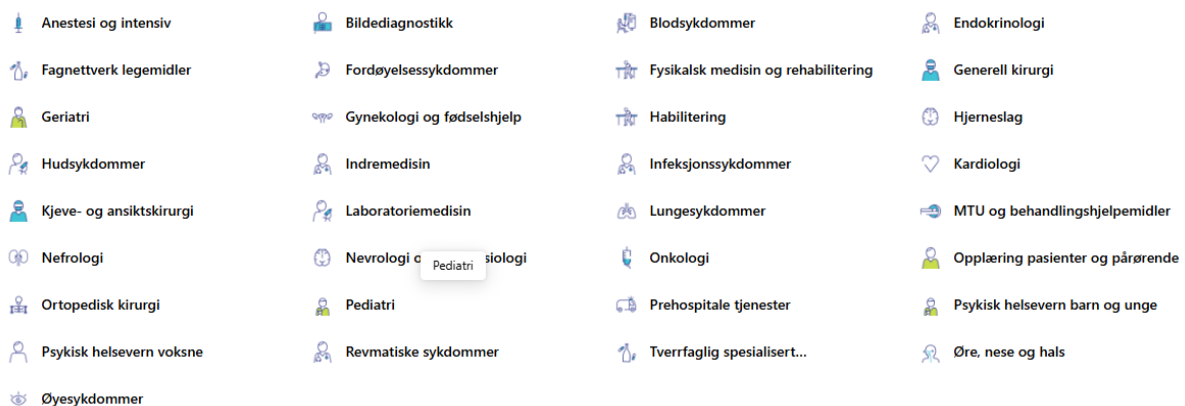 Anestesi og intensiv
Bildediagnostikk
Blodsykdommer
Endokrinologi
Fagnettverk legemidler
Fordøyelsessykdommer
Fysikalsk medisin og rehabilitering
Generell kirurgi
Geriatri
Gynekologi og fødselshjelp
Habilitering
Hjerneslag
Hudsykdommer
Indremedisin
Infeksjonssykdommer
Kardiologi
Kjeve- og ansiktskirurgi
Laboratoriemedisin
Lungesykdommer
MTU og behandlingshjelpemidler
Nefrologi
Nevrologi
Pediatri
Onkologi
Opplæring pasienter og pårørende
Ortopedisk kirurgi
Pediatri
Prehospitale tjenester
Psykisk helsevern barn og unge
Psykisk helsevern voksne
Revmatiske sykdommer
Tverrfaglig spesialisert...
Øre, nese og hals
Øyesykdommer